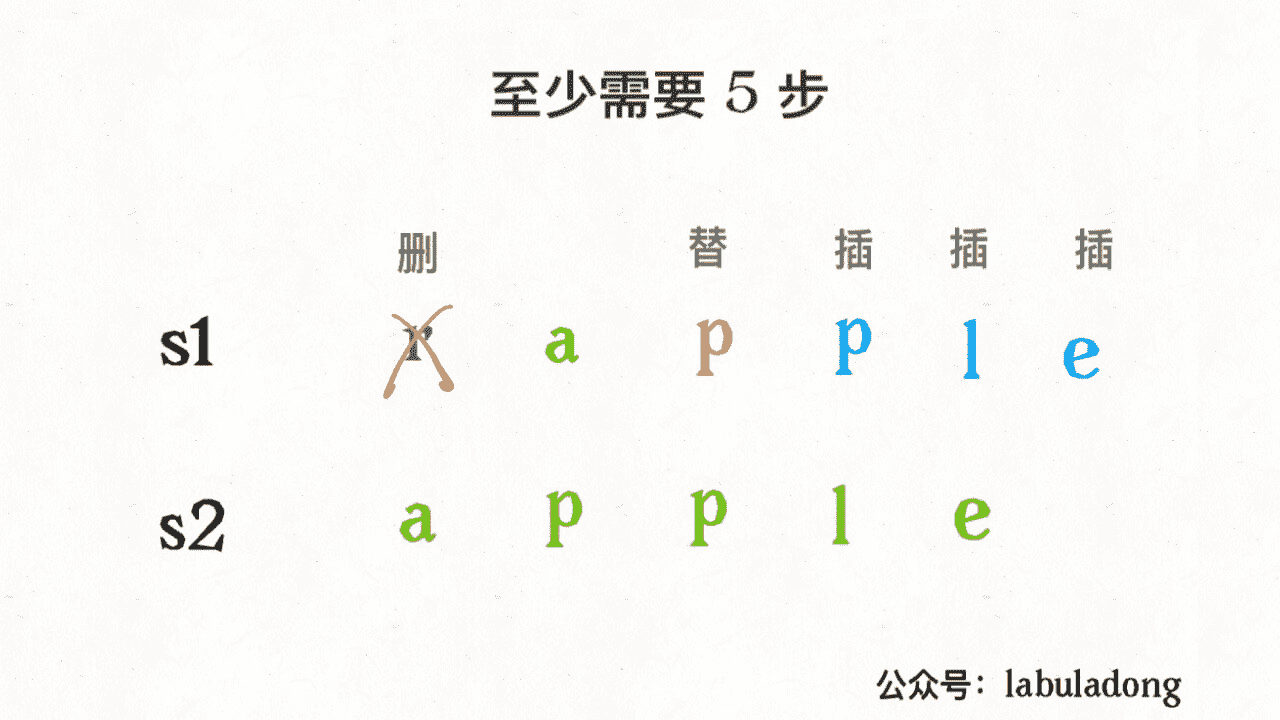 至少需要 5 步
删 替 插 插 插
s1 r a p p l e
s2 a p p l e
公众号：labuladong